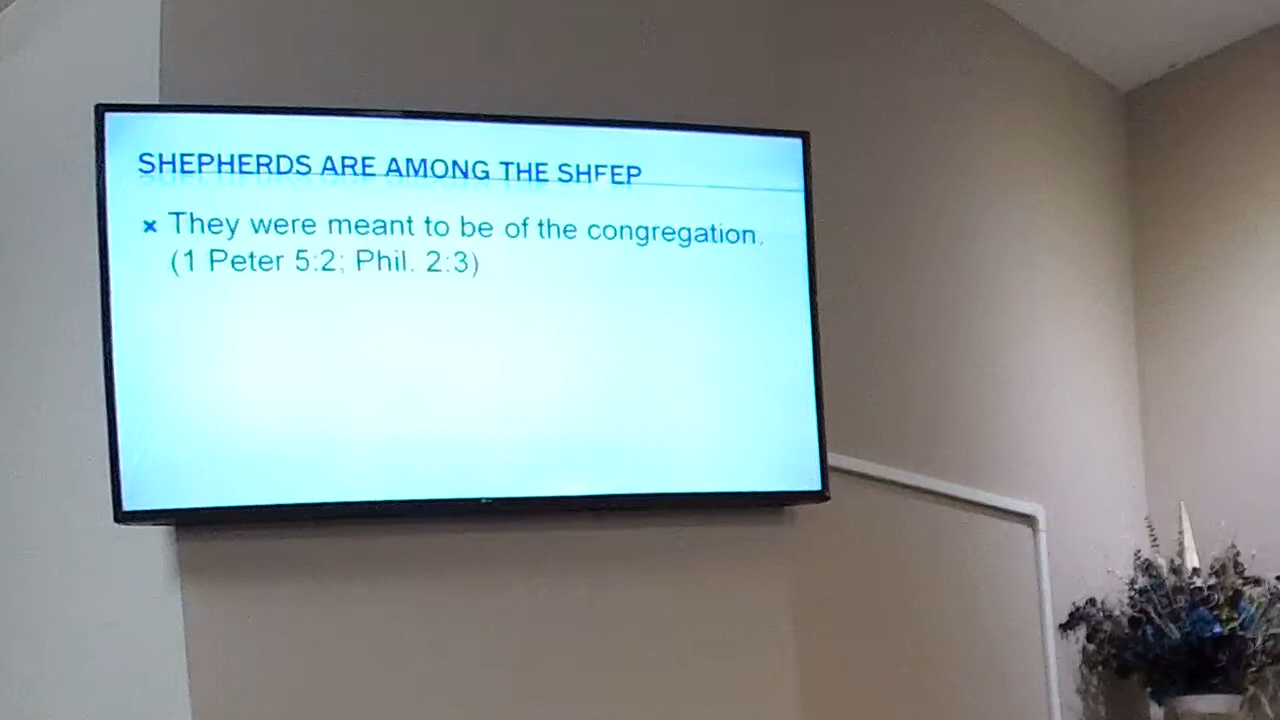 SHEPHERDS ARE AMONG THE SHEEP
× They were meant to be of the congregation.
(1 Peter 5:2; Phil. 2:3)